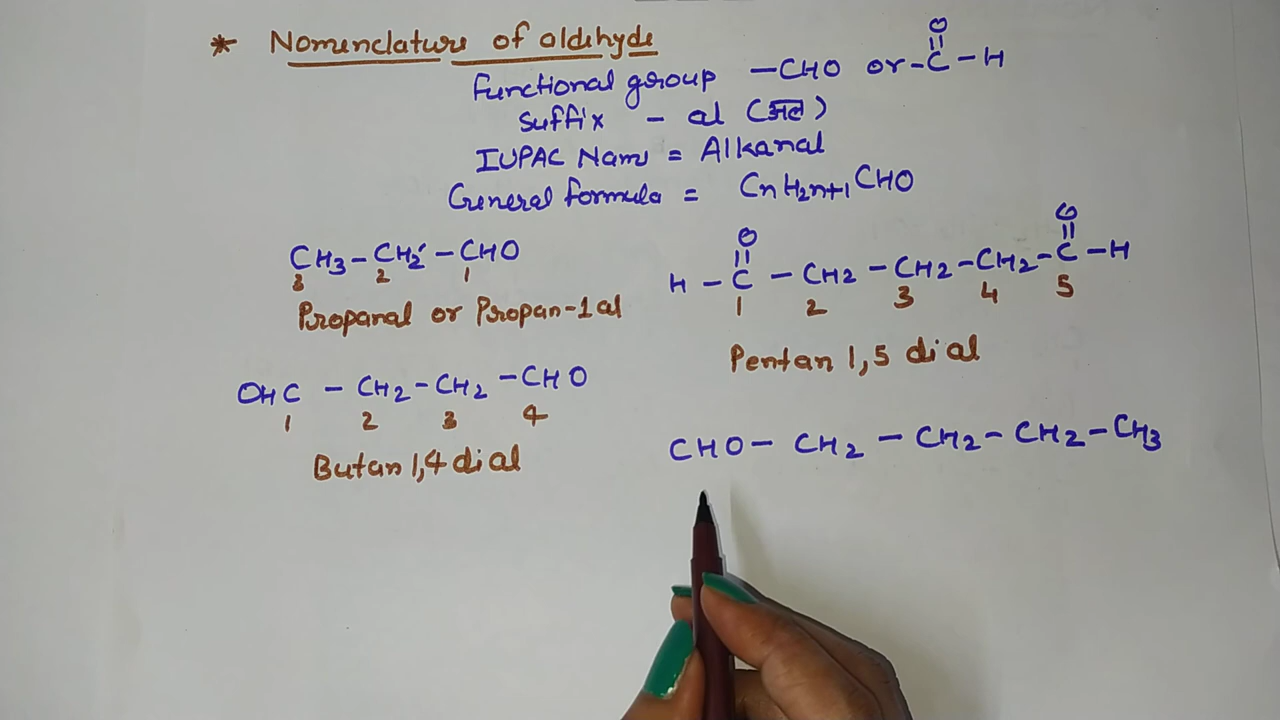 * Nomenclature of aldehyde
Functional group -CHO or -C-H
O
||
Suffix - al (अल)
IUPAC Name = Alkanal
General formula = CnH2n+1CHO
CH3-CH2-CHO
3 2 1
Propanal or Propan-1al
O O
|| ||
H - C - CH2 - CH2 - CH2 - C - H
1 2 3 4 5
Pentan 1,5 dial
OHC - CH2 - CH2 - CHO
1 2 3 4
Butan 1,4 dial
CHO - CH2 - CH2 - CH2 - CH3